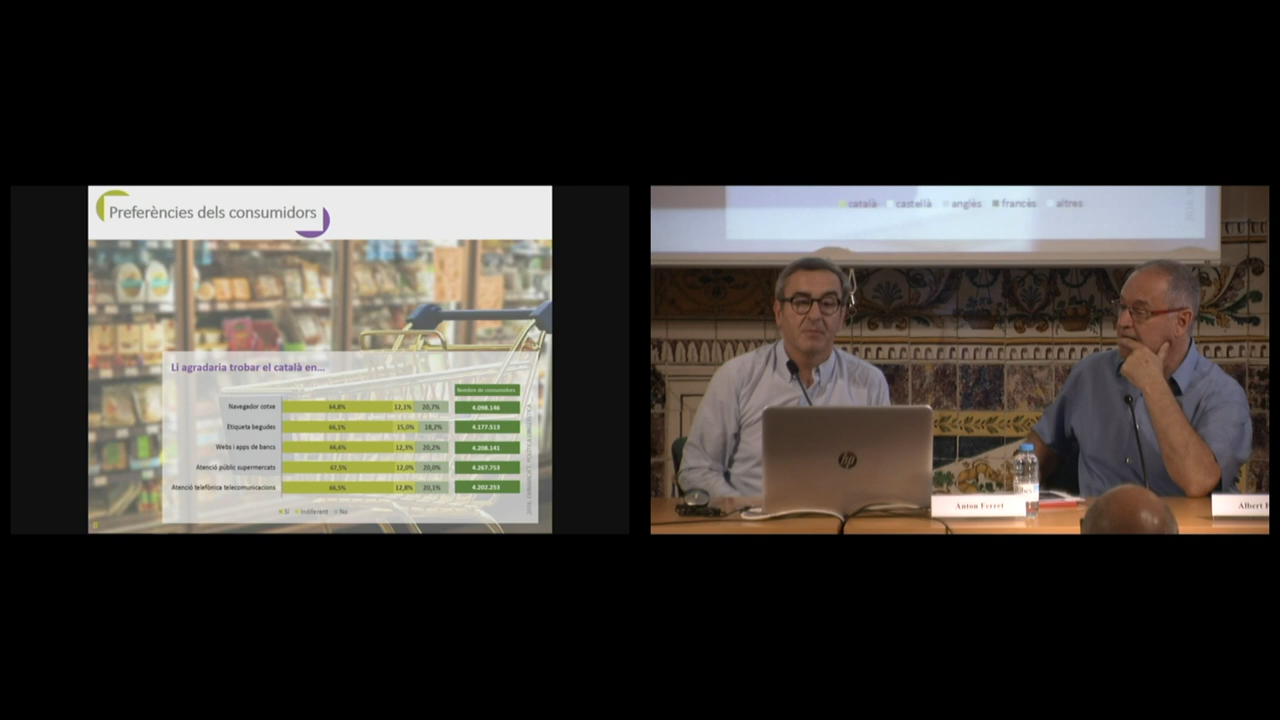 Preferències dels consumidors
Li agradaria trobar el català en...
Nombre de consumidors
Navegador cotxe 64,8% 12,1% 20,7% 4.098.146
Etiqueta begudes 66,1% 15,0% 18,2% 4.177.513
Webs i apps de bancs 66,6% 12,3% 20,2% 4.208.141
Atenció públic supermercats 67,5% 12,0% 20,0% 4.267.753
Atenció telefònica telecomunicacions 66,5% 12,8% 20,1% 4.202.253
Sí Indiferent No
català castellà anglès francès altres
hp
Anton Ferret
Albert